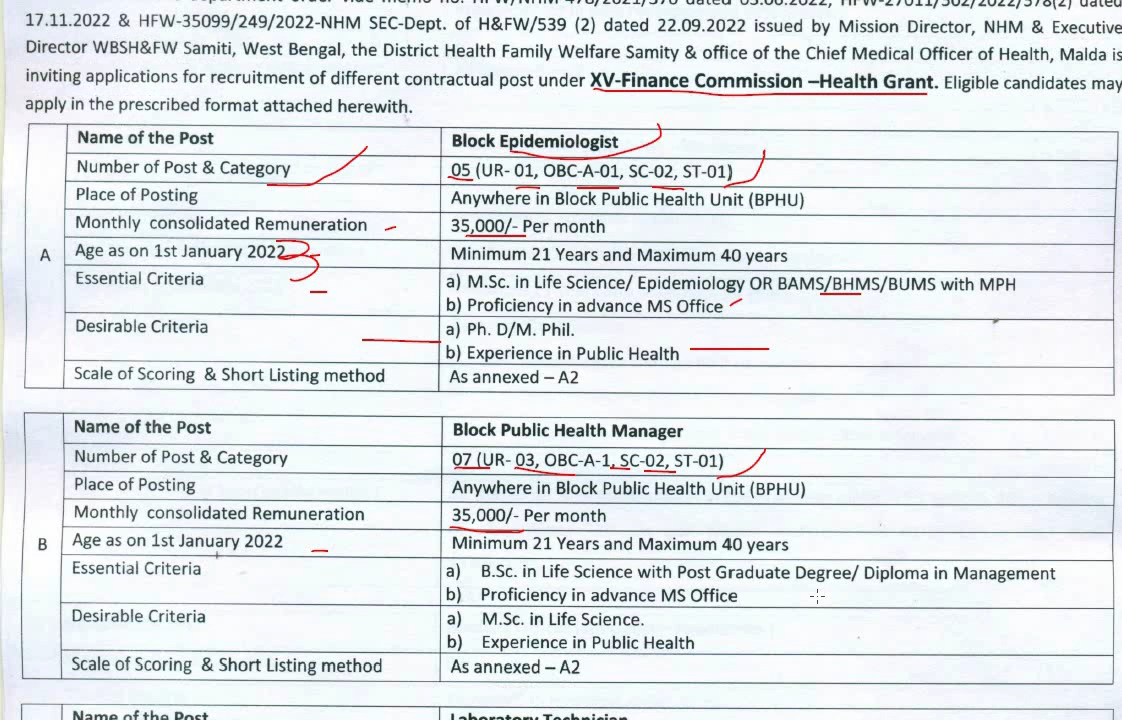 17.11.2022 & HFW-35099/249/2022-NHM SEC-Dept. of H&FW/539 (2) dated 22.09.2022 issued by Mission Director, NHM & Executive
Director WBSH&FW Samiti, West Bengal, the District Health Family Welfare Samity & office of the Chief Medical Officer of Health, Malda is
inviting applications for recruitment of different contractual post under XV-Finance Commission –Health Grant. Eligible candidates may
apply in the prescribed format attached herewith.
A
Name of the Post Block Epidemiologist
Number of Post & Category 05 (UR- 01, OBC-A-01, SC-02, ST-01)
Place of Posting Anywhere in Block Public Health Unit (BPHU)
Monthly consolidated Remuneration 35,000/- Per month
Age as on 1st January 2022 Minimum 21 Years and Maximum 40 years
Essential Criteria a) M.Sc. in Life Science/ Epidemiology OR BAMS/BHMS/BUMS with MPH
b) Proficiency in advance MS Office
Desirable Criteria a) Ph. D/M. Phil.
b) Experience in Public Health
Scale of Scoring & Short Listing method As annexed – A2
B
Name of the Post Block Public Health Manager
Number of Post & Category 07 (UR- 03, OBC-A-1, SC-02, ST-01)
Place of Posting Anywhere in Block Public Health Unit (BPHU)
Monthly consolidated Remuneration 35,000/- Per month
Age as on 1st January 2022 Minimum 21 Years and Maximum 40 years
Essential Criteria a) B.Sc. in Life Science with Post Graduate Degree/ Diploma in Management
b) Proficiency in advance MS Office
Desirable Criteria a) M.Sc. in Life Science.
b) Experience in Public Health
Scale of Scoring & Short Listing method As annexed – A2
Name of the Post Laboratory Technician